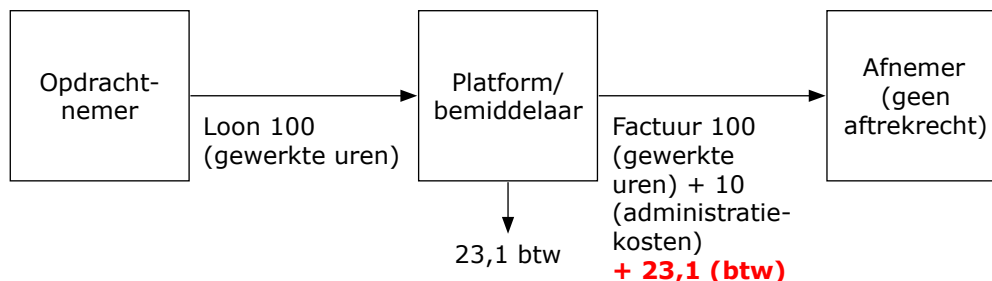 Opdracht-
nemer
Loon 100
(gewerkte uren)
Platform/
bemiddelaar
23,1 btw
Factuur 100
(gewerkte
uren) + 10
(administratie-
kosten)
+ 23,1 (btw)
Afnemer
(geen
aftrekrecht)